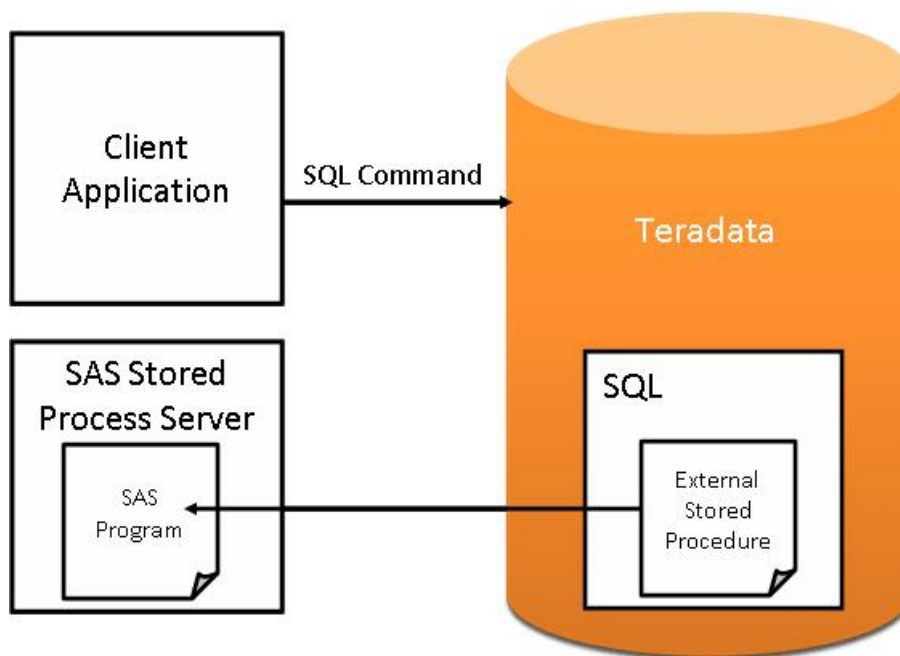 Client
Application
SQL Command
Teradata
SAS Stored
Process Server
SAS
Program
SQL
External
Stored
Procedure